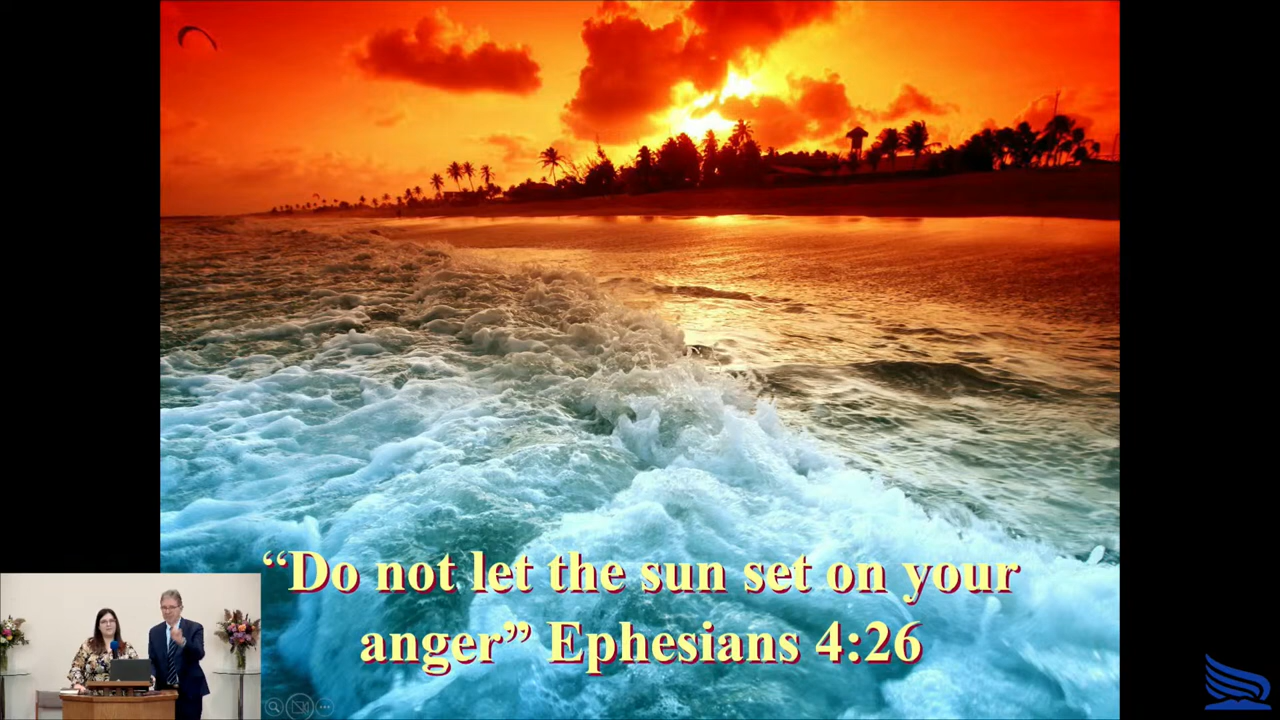 “Do not let the sun set on your
anger” Ephesians 4:26